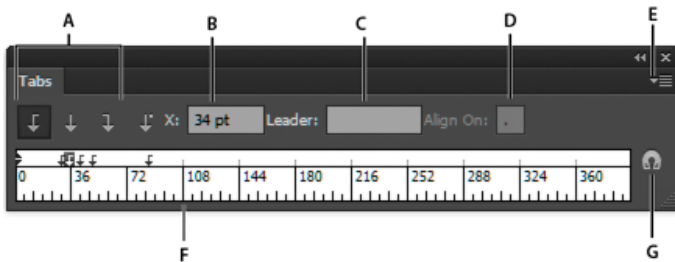 A B C D E
Tabs
X: 34 pt Leader: Align On: .
0 36 72 108 144 180 216 252 288 324 360
F G